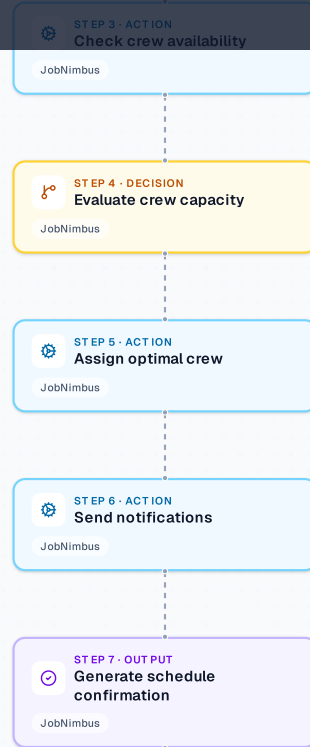 STEP 3 · ACTION
Check crew availability
JobNimbus
STEP 4 · DECISION
Evaluate crew capacity
JobNimbus
STEP 5 · ACTION
Assign optimal crew
JobNimbus
STEP 6 · ACTION
Send notifications
JobNimbus
STEP 7 · OUTPUT
Generate schedule
confirmation
JobNimbus